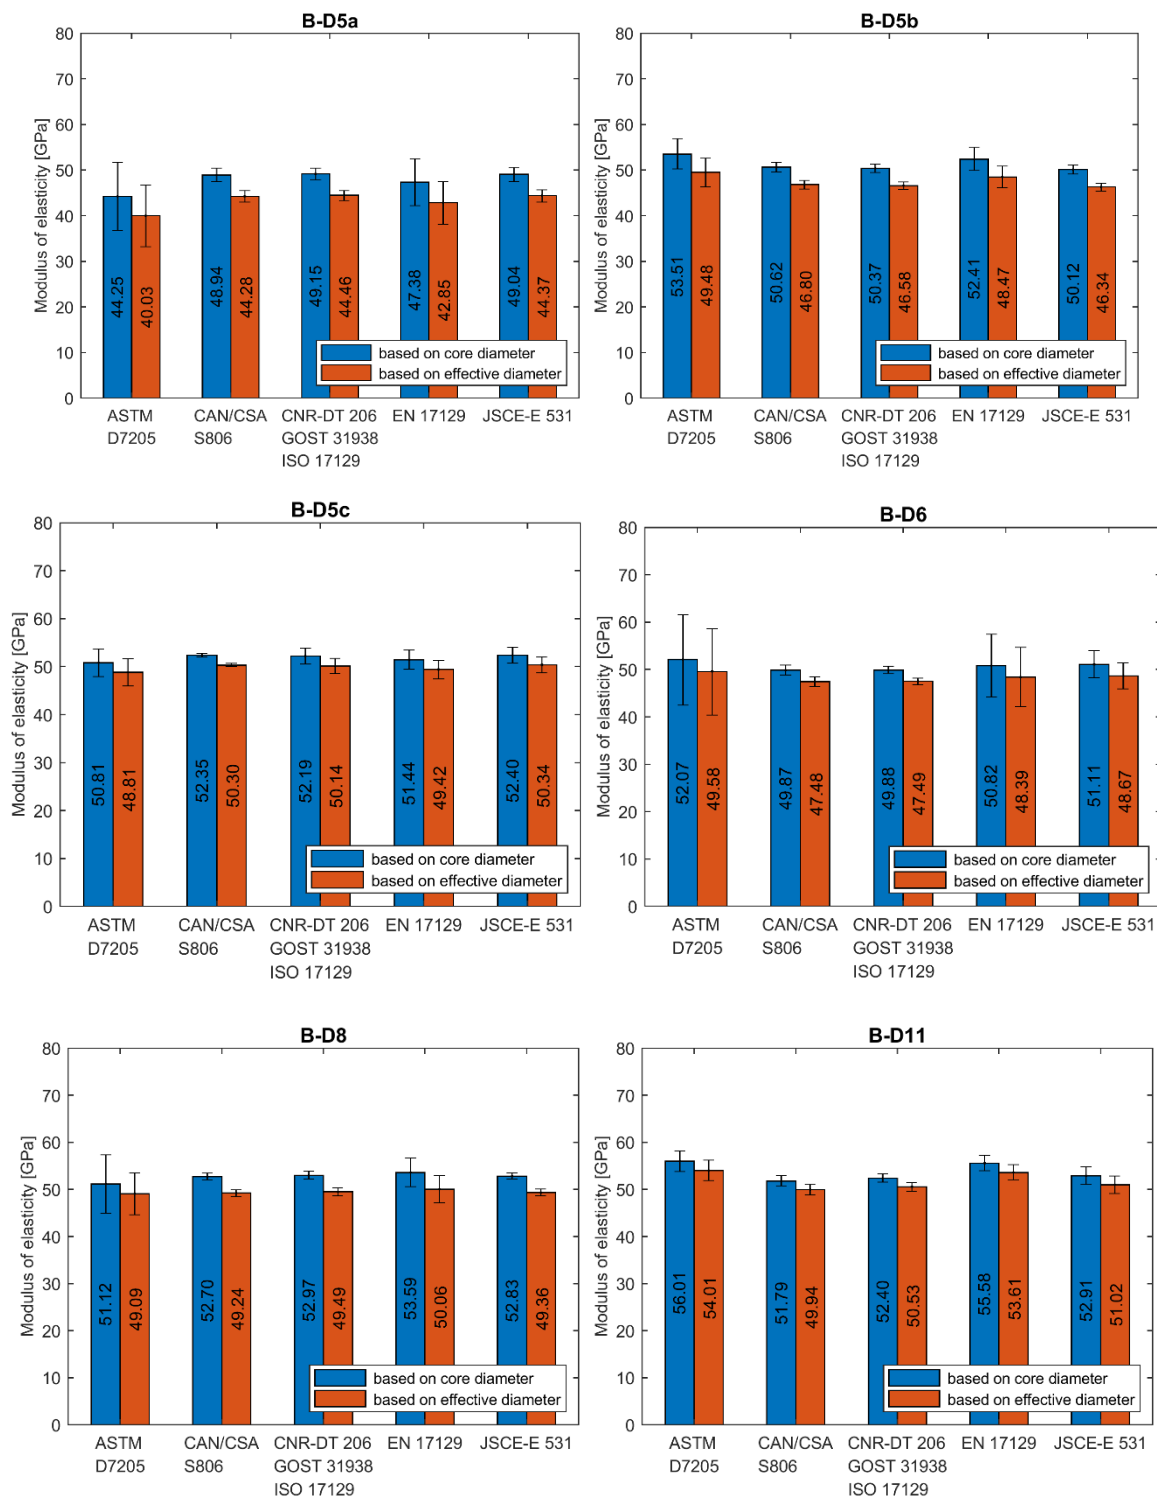 B-D5a
Modulus of elasticity [GPa]
80
70
60
50
40
30
20
10
0
44.25
40.03
48.94
44.28
49.15
44.46
47.38
42.85
49.04
44.37
based on core diameter
based on effective diameter
ASTM D7205
CAN/CSA S806
CNR-DT 206
GOST 31938
ISO 17129
EN 17129
JSCE-E 531
B-D5b
Modulus of elasticity [GPa]
80
70
60
50
40
30
20
10
0
53.51
49.48
50.62
46.80
50.37
46.58
52.41
48.47
50.12
46.34
based on core diameter
based on effective diameter
ASTM D7205
CAN/CSA S806
CNR-DT 206
GOST 31938
ISO 17129
EN 17129
JSCE-E 531
B-D5c
Modulus of elasticity [GPa]
80
70
60
50
40
30
20
10
0
50.81
48.81
52.35
50.30
52.19
50.14
51.44
49.42
52.40
50.34
based on core diameter
based on effective diameter
ASTM D7205
CAN/CSA S806
CNR-DT 206
GOST 31938
ISO 17129
EN 17129
JSCE-E 531
B-D6
Modulus of elasticity [GPa]
80
70
60
50
40
30
20
10
0
52.07
49.58
49.87
47.48
49.88
47.49
50.82
48.39
51.11
48.67
based on core diameter
based on effective diameter
ASTM D7205
CAN/CSA S806
CNR-DT 206
GOST 31938
ISO 17129
EN 17129
JSCE-E 531
B-D8
Modulus of elasticity [GPa]
80
70
60
50
40
30
20
10
0
51.12
49.09
52.70
49.24
52.97
49.49
53.59
50.06
52.83
49.36
based on core diameter
based on effective diameter
ASTM D7205
CAN/CSA S806
CNR-DT 206
GOST 31938
ISO 17129
EN 17129
JSCE-E 531
B-D11
Modulus of elasticity [GPa]
80
70
60
50
40
30
20
10
0
56.01
54.01
51.79
49.94
52.40
50.53
55.58
53.61
52.91
51.02
based on core diameter
based on effective diameter
ASTM D7205
CAN/CSA S806
CNR-DT 206
GOST 31938
ISO 17129
EN 17129
JSCE-E 531